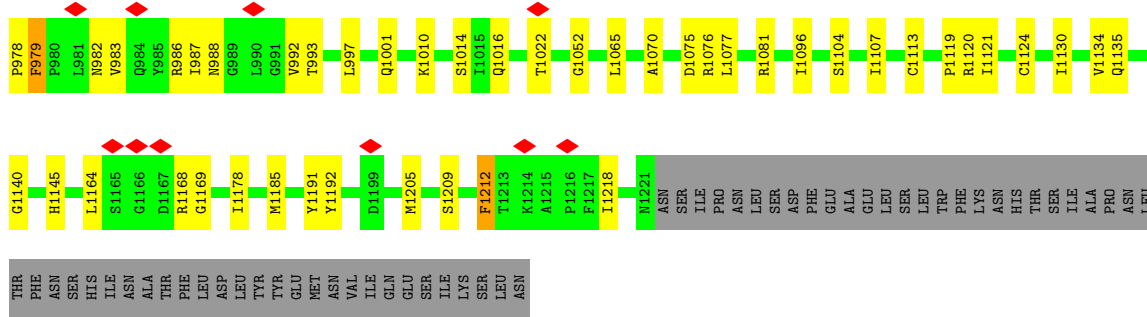 P978 F979 P980 L981 N982 V983 Q984 Y985 R986 I987 N988 G989 L990 G991 V992 T993 L997 Q1001 K1010 S1014 I1015 Q1016 T1022 G1052 L1065 A1070 D1075 R1076 L1077 R1081 I1096 S1104 I1107 C1113 P1119 R1120 I1121 C1124 I1130 V1134 Q1135
G1140 H1145 L1164 S1165 G1166 D1167 R1168 G1169 I1178 M1185 Y1191 Y1192 D1199 M1205 S1209 F1212 T1213 K1214 A1215 P1216 F1217 I1218 N1221 ASN SER ILE PRO ASN LEU SER ASP PHE GLU ALA GLU LEU SER LEU TRP PHE LYS ASN HIS THR SER ILE ALA PRO ASN LEU
THR PHE ASN SER HIS ILE ASN ALA THR PHE LEU ASP LEU TYR TYR GLU MET ASN VAL ILE GLN GLU SER ILE LYS SER LEU ASN